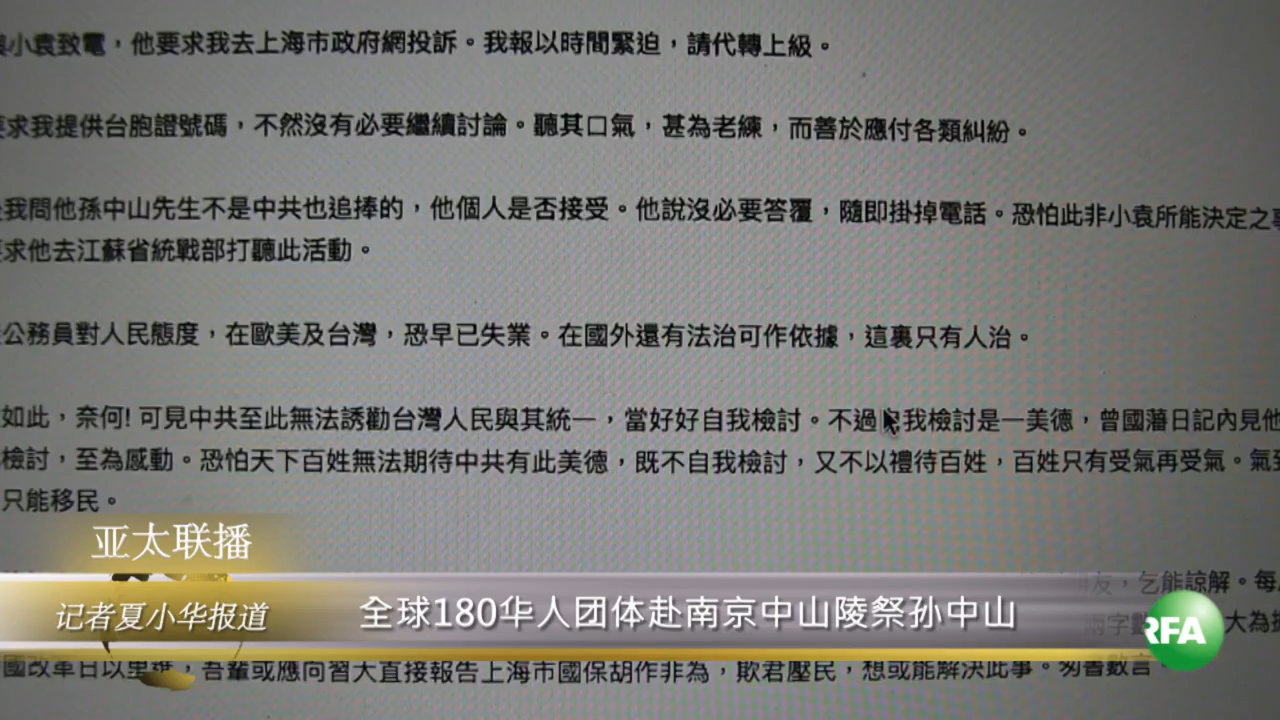 小袁致電，他要求我去上海市政府網投訴。我報以時間緊迫，請代轉上級。
要求我提供台胞證號碼，不然沒有必要繼續討論。聽其口氣，甚為老練，而善於應付各類糾紛。
我問他孫中山先生不是中共也追捧的，他個人是否接受。他說沒必要答覆，隨即掛掉電話。恐怕此非小袁所能決定之事
要求他去江蘇省統戰部打聽此活動。
公務員對人民態度，在歐美及台灣，恐早已失業。在國外還有法治可作依據，這裏只有人治。
如此，奈何! 可見中共至此無法誘勸台灣人民與其統一，當好好自我檢討。不過自我檢討是一美德，曾國藩日記內見他
檢討，至為感動。恐怕天下百姓無法期待中共有此美德，既不自我檢討，又不以禮待百姓，百姓只有受氣再受氣。氣
只能移民。
亚太联播
友，乞能諒解。每
记者夏小华报道
全球180华人团体赴南京中山陵祭孙中山
兩字
RFA
大為
國改革日以里進，吾輩或應向習大直接報告上海市國保胡作非為，欺君壓民，想或能解決此事。匆書數言